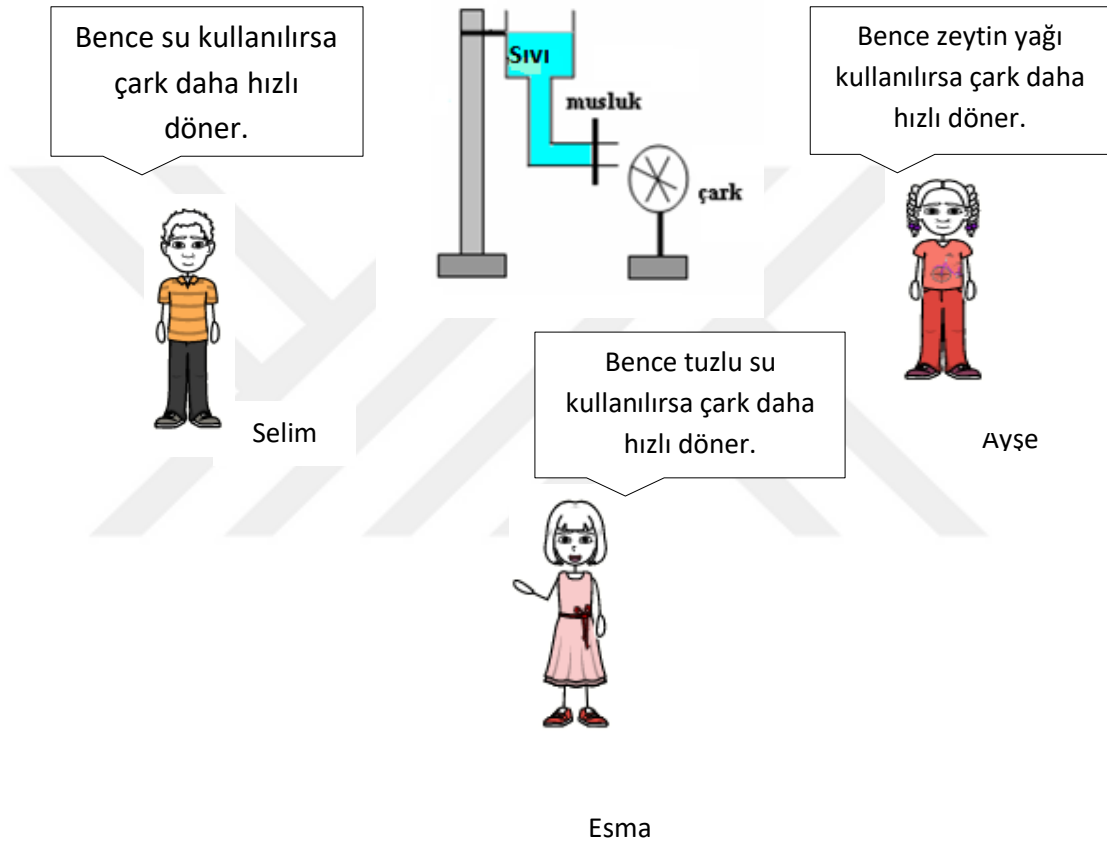 Bence su kullanılırsa
çark daha hızlı
döner.
Sıvı
musluk
çark
Bence zeytin yağı
kullanılırsa çark daha
hızlı döner.
Selim
Bence tuzlu su
kullanılırsa çark daha
hızlı döner.
Ayşe
Esma